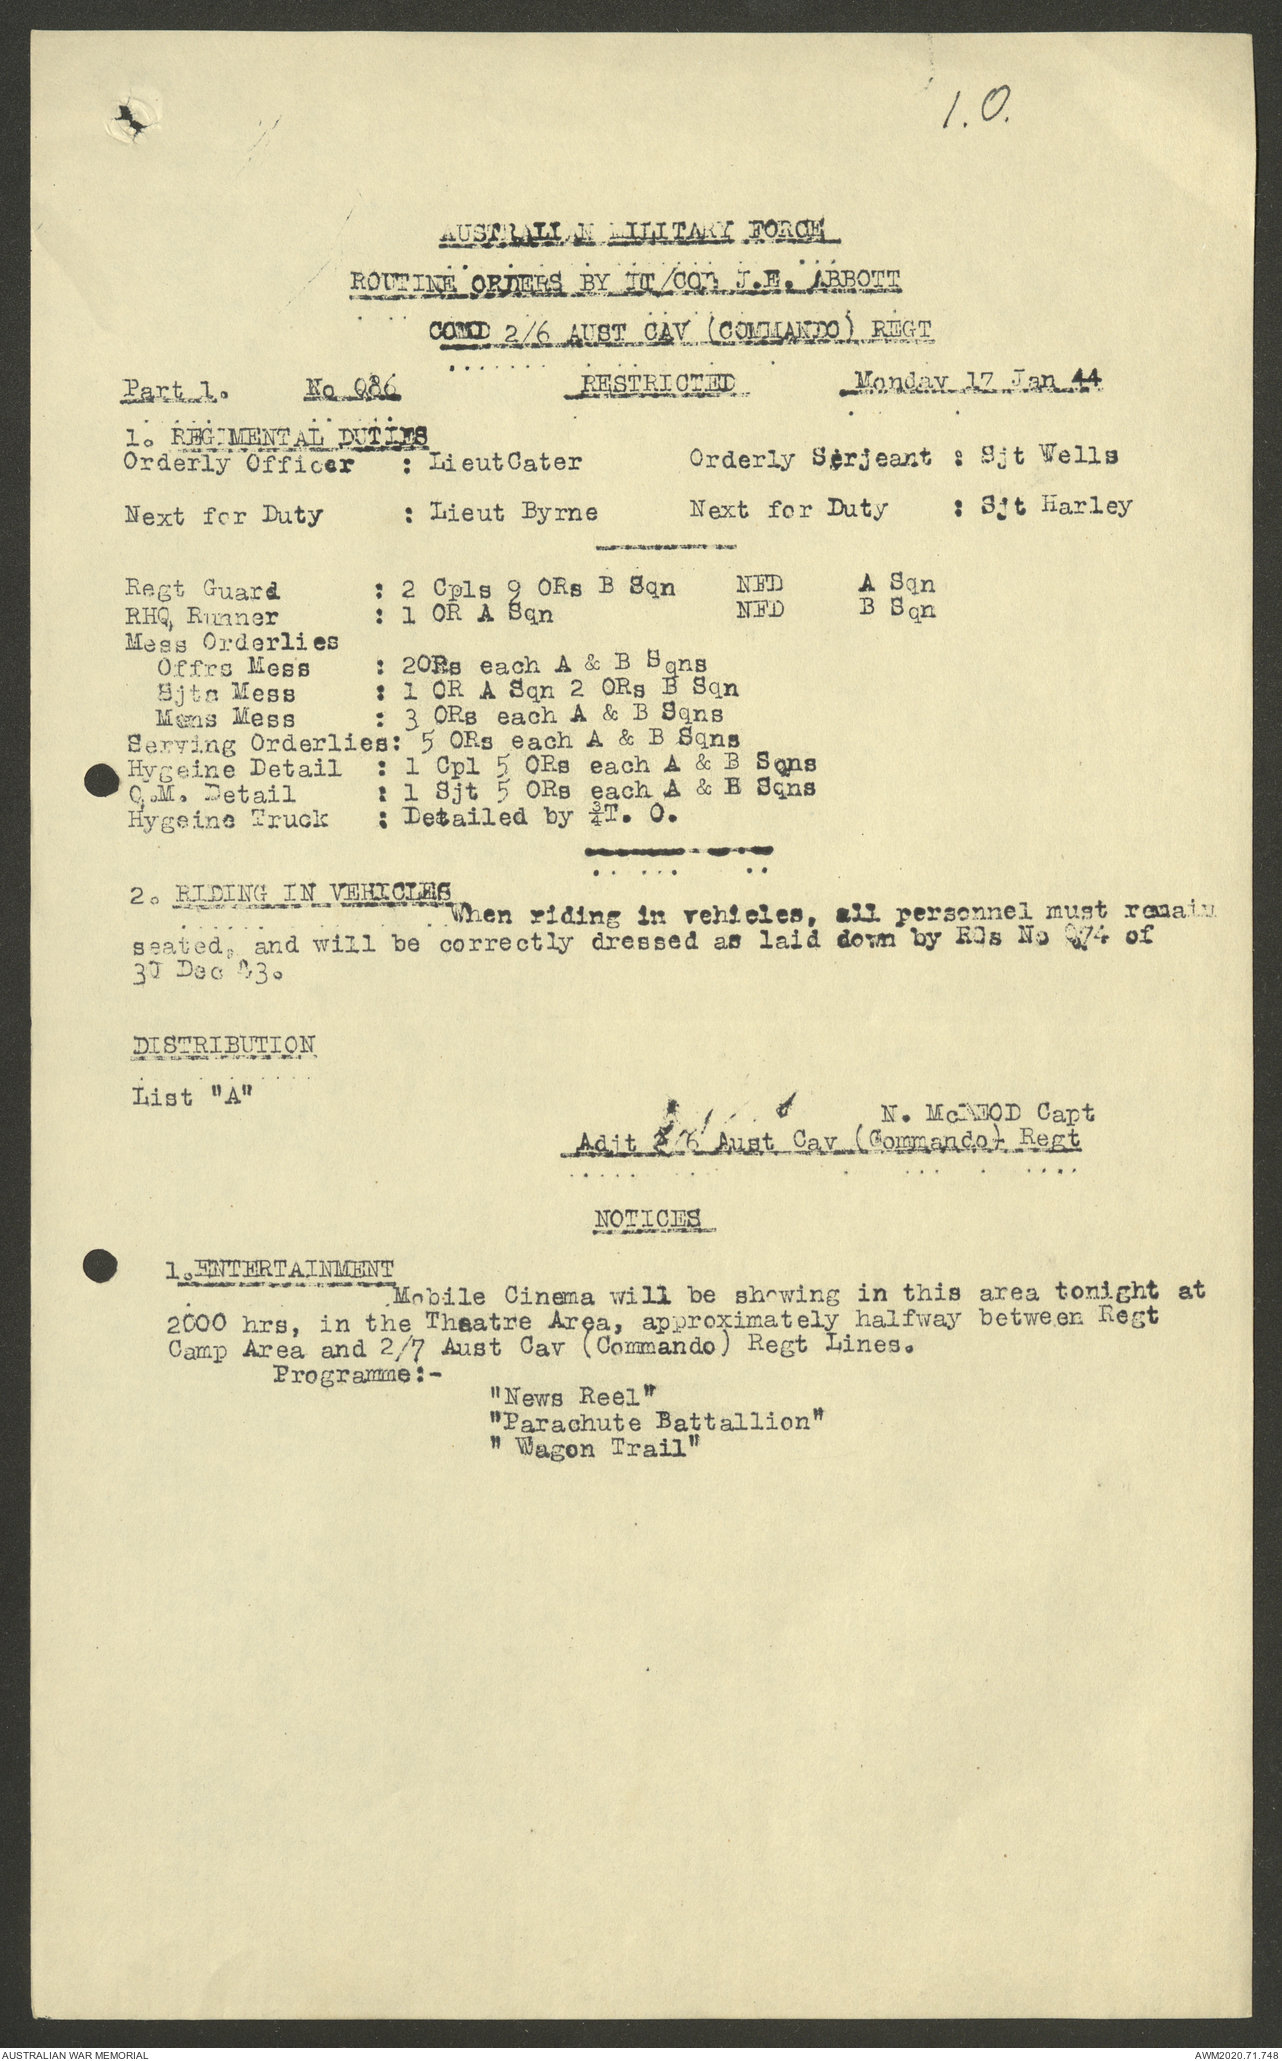 1.0.
AUSTRALIAN MILITARY FORCE
ROUTINE ORDERS BY LT/COL J.E. ABBOTT
COMD 2/6 AUST CAV (COMMANDO) REGT
Part 1. No Q86 RESTRICTED Monday 17 Jan 44
1. REGIMENTAL DUTIES
Orderly Officer : LieutCater Orderly Serjeant : Sjt Wells
Next for Duty : Lieut Byrne Next for Duty : Sjt Harley
Regt Guard : 2 Cpls 9 ORs B Sqn NFD A Sqn
RHQ Runner : 1 OR A Sqn NFD B Sqn
Mess Orderlies
Offrs Mess : 2ORs each A & B Sqns
Sjts Mess : 1 OR A Sqn 2 ORs B Sqn
Mens Mess : 3 ORs each A & B Sqns
Serving Orderlies: 5 ORs each A & B Sqns
Hygeine Detail : 1 Cpl 5 ORs each A & B Sqns
Q.M. Detail : 1 Sjt 5 ORs each A & B Sqns
Hygeine Truck : Detailed by ¾T. O.
2. RIDING IN VEHICLES
When riding in vehicles, all personnel must remain
seated, and will be correctly dressed as laid down by ROs No Q74 of
30 Dec 43.
DISTRIBUTION
List "A"
N. McLEOD Capt
Adjt 2/6 Aust Cav (Commando) Regt
NOTICES
1.ENTERTAINMENT
Mobile Cinema will be showing in this area tonight at
2000 hrs, in the Theatre Area, approximately halfway between Regt
Camp Area and 2/7 Aust Cav (Commando) Regt Lines.
Programme:-
"News Reel"
"Parachute Battallion"
" Wagon Trail"
AUSTRALIAN WAR MEMORIAL AWM2020.71.748